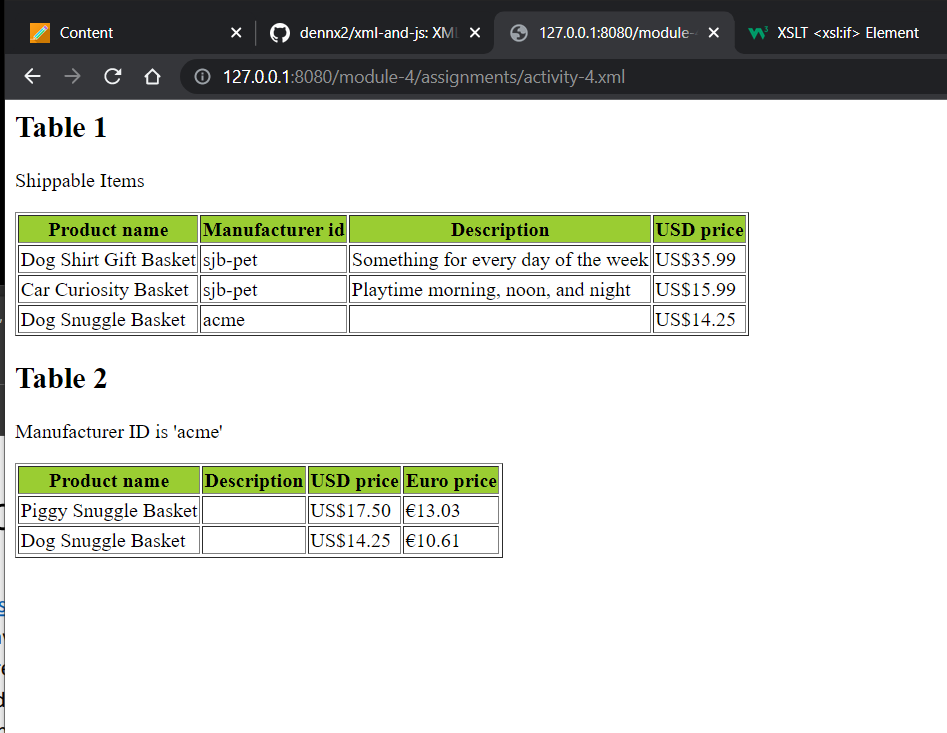 Content
dennx2/xml-and-js: XML
127.0.0.1:8080/module-
XSLT <xsl:if> Element
127.0.0.1:8080/module-4/assignments/activity-4.xml
Table 1
Shippable Items
Product name Manufacturer id Description USD price
Dog Shirt Gift Basket sjb-pet Something for every day of the week US$35.99
Car Curiosity Basket sjb-pet Playtime morning, noon, and night US$15.99
Dog Snuggle Basket acme US$14.25
Table 2
Manufacturer ID is 'acme'
Product name Description USD price Euro price
Piggy Snuggle Basket US$17.50 €13.03
Dog Snuggle Basket US$14.25 €10.61